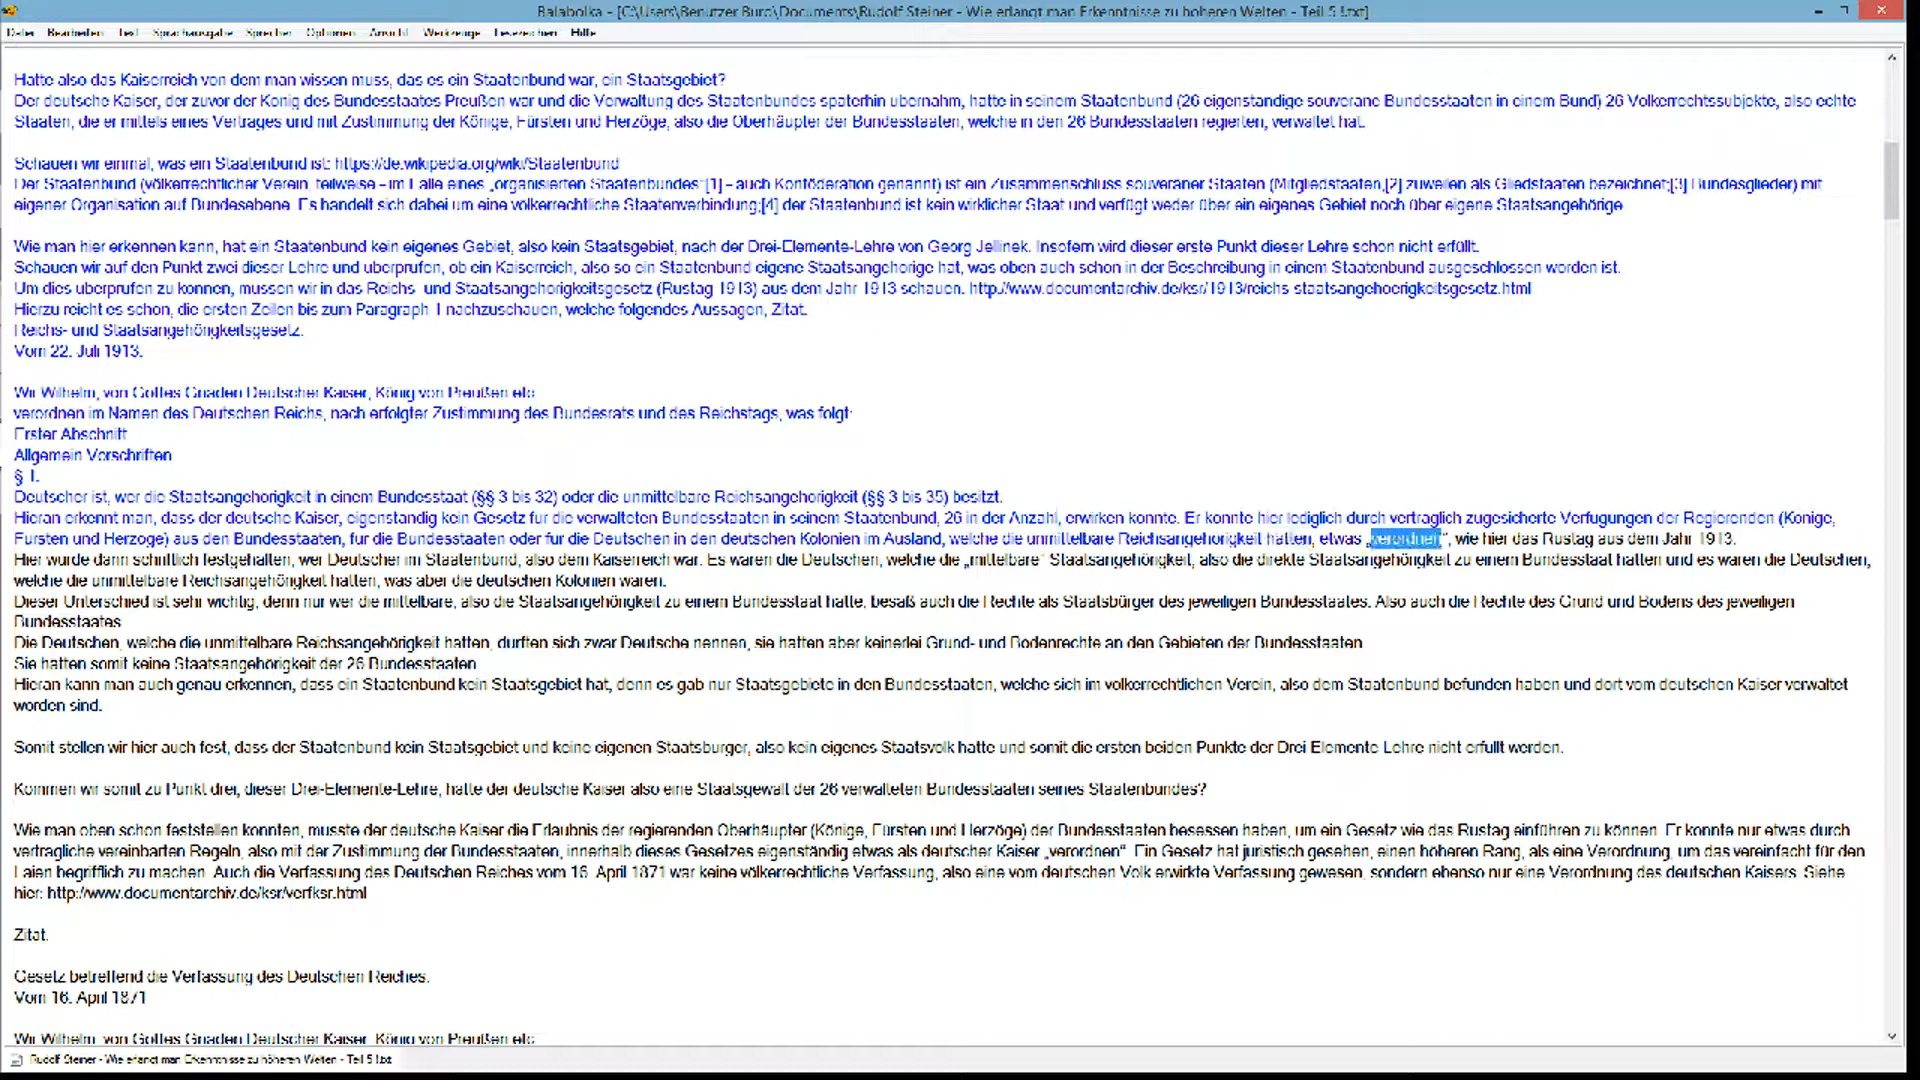 Balabolka - [C:\Users\Benutzer Buro\Documents\Rudolf Steiner - Wie erlangt man Erkenntnisse zu höheren Welten - Teil 5 !.txt]
Datei Bearbeiten Text Sprachausgabe Sprecher Optionen Ansicht Werkzeuge Lesezeichen Hilfe
Hatte also das Kaiserreich von dem man wissen muss, das es ein Staatenbund war, ein Staatsgebiet?
Der deutsche Kaiser, der zuvor der König des Bundesstaates Preußen war und die Verwaltung des Staatenbundes späterhin übernahm, hatte in seinem Staatenbund (26 eigenständige souveräne Bundesstaaten in einem Bund) 26 Völkerrechtssubjekte, also echte
Staaten, die er mittels eines Vertrages und mit Zustimmung der Könige, Fürsten und Herzöge, also die Oberhäupter der Bundesstaaten, welche in den 26 Bundesstaaten regierten, verwaltet hat.
Schauen wir einmal, was ein Staatenbund ist: https://de.wikipedia.org/wiki/Staatenbund
Der Staatenbund (völkerrechtlicher Verein, teilweise – im Falle eines „organisierten Staatenbundes“[1] – auch Konföderation genannt) ist ein Zusammenschluss souveräner Staaten (Mitgliedstaaten,[2] zuweilen als Gliedstaaten bezeichnet;[3] Bundesglieder) mit
eigener Organisation auf Bundesebene. Es handelt sich dabei um eine völkerrechtliche Staatenverbindung;[4] der Staatenbund ist kein wirklicher Staat und verfügt weder über ein eigenes Gebiet noch über eigene Staatsangehörige.
Wie man hier erkennen kann, hat ein Staatenbund kein eigenes Gebiet, also kein Staatsgebiet, nach der Drei-Elemente-Lehre von Georg Jellinek. Insofern wird dieser erste Punkt dieser Lehre schon nicht erfüllt.
Schauen wir auf den Punkt zwei dieser Lehre und überprüfen, ob ein Kaiserreich, also so ein Staatenbund eigene Staatsangehörige hat, was oben auch schon in der Beschreibung in einem Staatenbund ausgeschlossen worden ist.
Um dies überprüfen zu können, müssen wir in das Reichs- und Staatsangehörigkeitsgesetz (Rustag 1913) aus dem Jahr 1913 schauen. http://www.documentarchiv.de/ksr/1913/reichs-staatsangehoerigkeitsgesetz.html
Hierzu reicht es schon, die ersten Zeilen bis zum Paragraph 1 nachzuschauen, welche folgendes Aussagen, Zitat.
Reichs- und Staatsangehörigkeitsgesetz.
Vom 22. Juli 1913.
Wir Wilhelm, von Gottes Gnaden Deutscher Kaiser, König von Preußen etc.
verordnen im Namen des Deutschen Reichs, nach erfolgter Zustimmung des Bundesrats und des Reichstags, was folgt:
Erster Abschnitt
Allgemein Vorschriften
§ 1.
Deutscher ist, wer die Staatsangehörigkeit in einem Bundesstaat (§§ 3 bis 32) oder die unmittelbare Reichsangehörigkeit (§§ 3 bis 35) besitzt.
Hieran erkennt man, dass der deutsche Kaiser, eigenständig kein Gesetz für die verwalteten Bundesstaaten in seinem Staatenbund, 26 in der Anzahl, erwirken konnte. Er konnte hier lediglich durch vertraglich zugesicherte Verfügungen der Regierenden (Könige,
Fürsten und Herzöge) aus den Bundesstaaten, für die Bundesstaaten oder für die Deutschen in den deutschen Kolonien im Ausland, welche die unmittelbare Reichsangehörigkeit hatten, etwas „verordnen“, wie hier das Rustag aus dem Jahr 1913.
Hier wurde dann schriftlich festgehalten, wer Deutscher im Staatenbund, also dem Kaiserreich war. Es waren die Deutschen, welche die „mittelbare“ Staatsangehörigkeit, also die direkte Staatsangehörigkeit zu einem Bundesstaat hatten und es waren die Deutschen,
welche die unmittelbare Reichsangehörigkeit hatten, was aber die deutschen Kolonien waren.
Dieser Unterschied ist sehr wichtig, denn nur wer die mittelbare, also die Staatsangehörigkeit zu einem Bundesstaat hatte, besaß auch die Rechte als Staatsbürger des jeweiligen Bundesstaates. Also auch die Rechte des Grund und Bodens des jeweiligen
Bundesstaates.
Die Deutschen, welche die unmittelbare Reichsangehörigkeit hatten, durften sich zwar Deutsche nennen, sie hatten aber keinerlei Grund- und Bodenrechte an den Gebieten der Bundesstaaten.
Sie hatten somit keine Staatsangehörigkeit der 26 Bundesstaaten.
Hieran kann man auch genau erkennen, dass ein Staatenbund kein Staatsgebiet hat, denn es gab nur Staatsgebiete in den Bundesstaaten, welche sich im völkerrechtlichen Verein, also dem Staatenbund befunden haben und dort vom deutschen Kaiser verwaltet
worden sind.
Somit stellen wir hier auch fest, dass der Staatenbund kein Staatsgebiet und keine eigenen Staatsbürger, also kein eigenes Staatsvolk hatte und somit die ersten beiden Punkte der Drei Elemente Lehre nicht erfüllt werden.
Kommen wir somit zu Punkt drei, dieser Drei-Elemente-Lehre, hatte der deutsche Kaiser also eine Staatsgewalt der 26 verwalteten Bundesstaaten seines Staatenbundes?
Wie man oben schon feststellen konnten, musste der deutsche Kaiser die Erlaubnis der regierenden Oberhäupter (Könige, Fürsten und Herzöge) der Bundesstaaten besessen haben, um ein Gesetz wie das Rustag einführen zu können. Er konnte nur etwas durch
vertragliche vereinbarten Regeln, also mit der Zustimmung der Bundesstaaten, innerhalb dieses Gesetzes eigenständig etwas als deutscher Kaiser „verordnen“. Ein Gesetz hat juristisch gesehen, einen höheren Rang, als eine Verordnung, um das vereinfacht für den
Laien begrifflich zu machen. Auch die Verfassung des Deutschen Reiches vom 16. April 1871 war keine völkerrechtliche Verfassung, also eine vom deutschen Volk erwirkte Verfassung gewesen, sondern ebenso nur eine Verordnung des deutschen Kaisers. Siehe
hier: http://www.documentarchiv.de/ksr/verfksr.html
Zitat.
Gesetz betreffend die Verfassung des Deutschen Reiches.
Vom 16. April 1871
Wir Wilhelm, von Gottes Gnaden Deutscher Kaiser, König von Preußen etc.
Rudolf Steiner - Wie erlangt man Erkenntnisse zu höheren Welten - Teil 5 !.txt